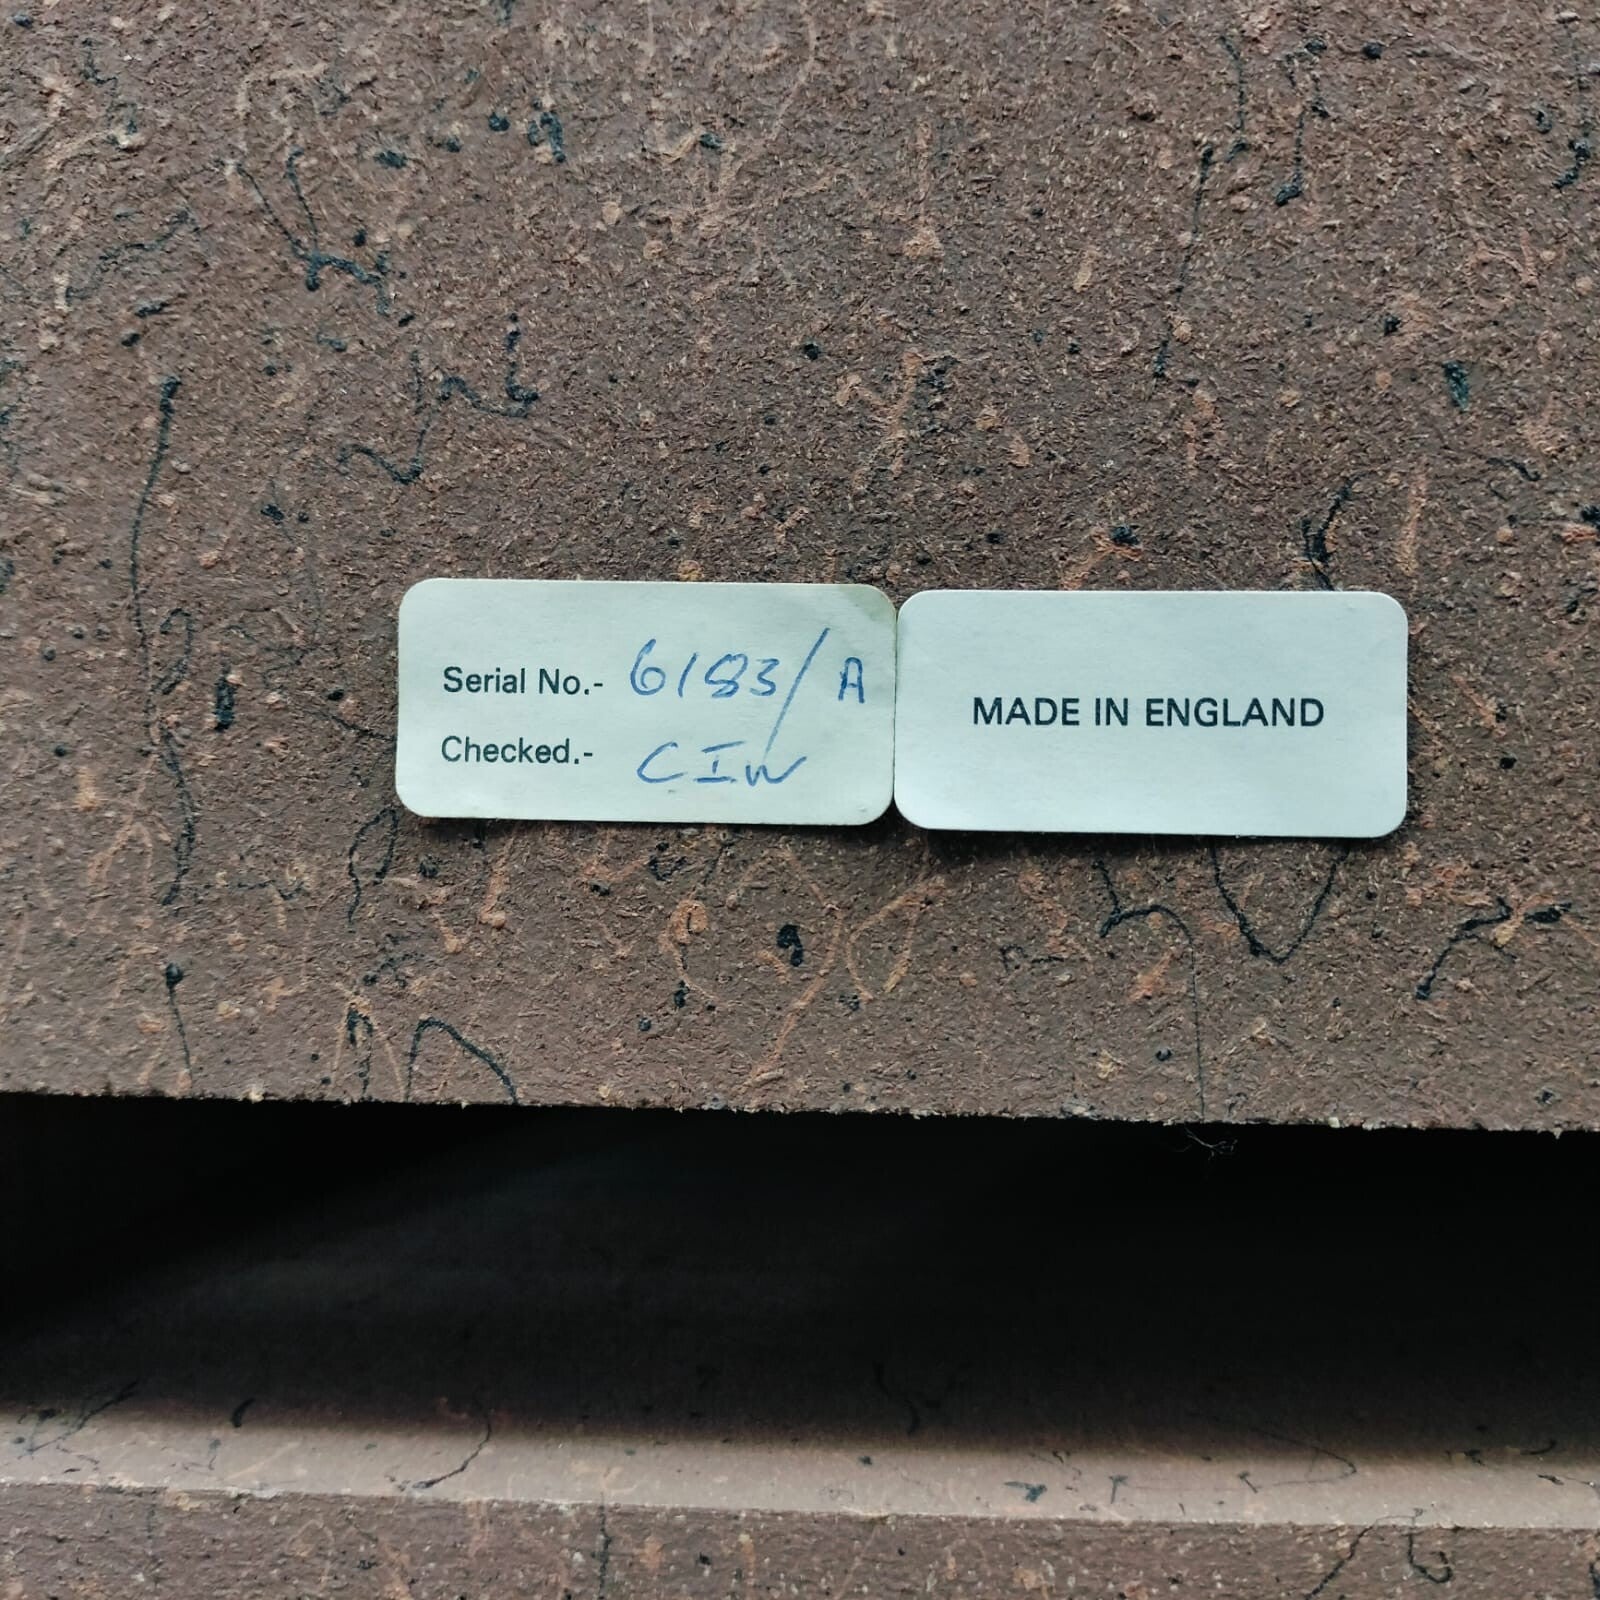 Serial No.- 6183/A
Checked.- CIW
MADE IN ENGLAND